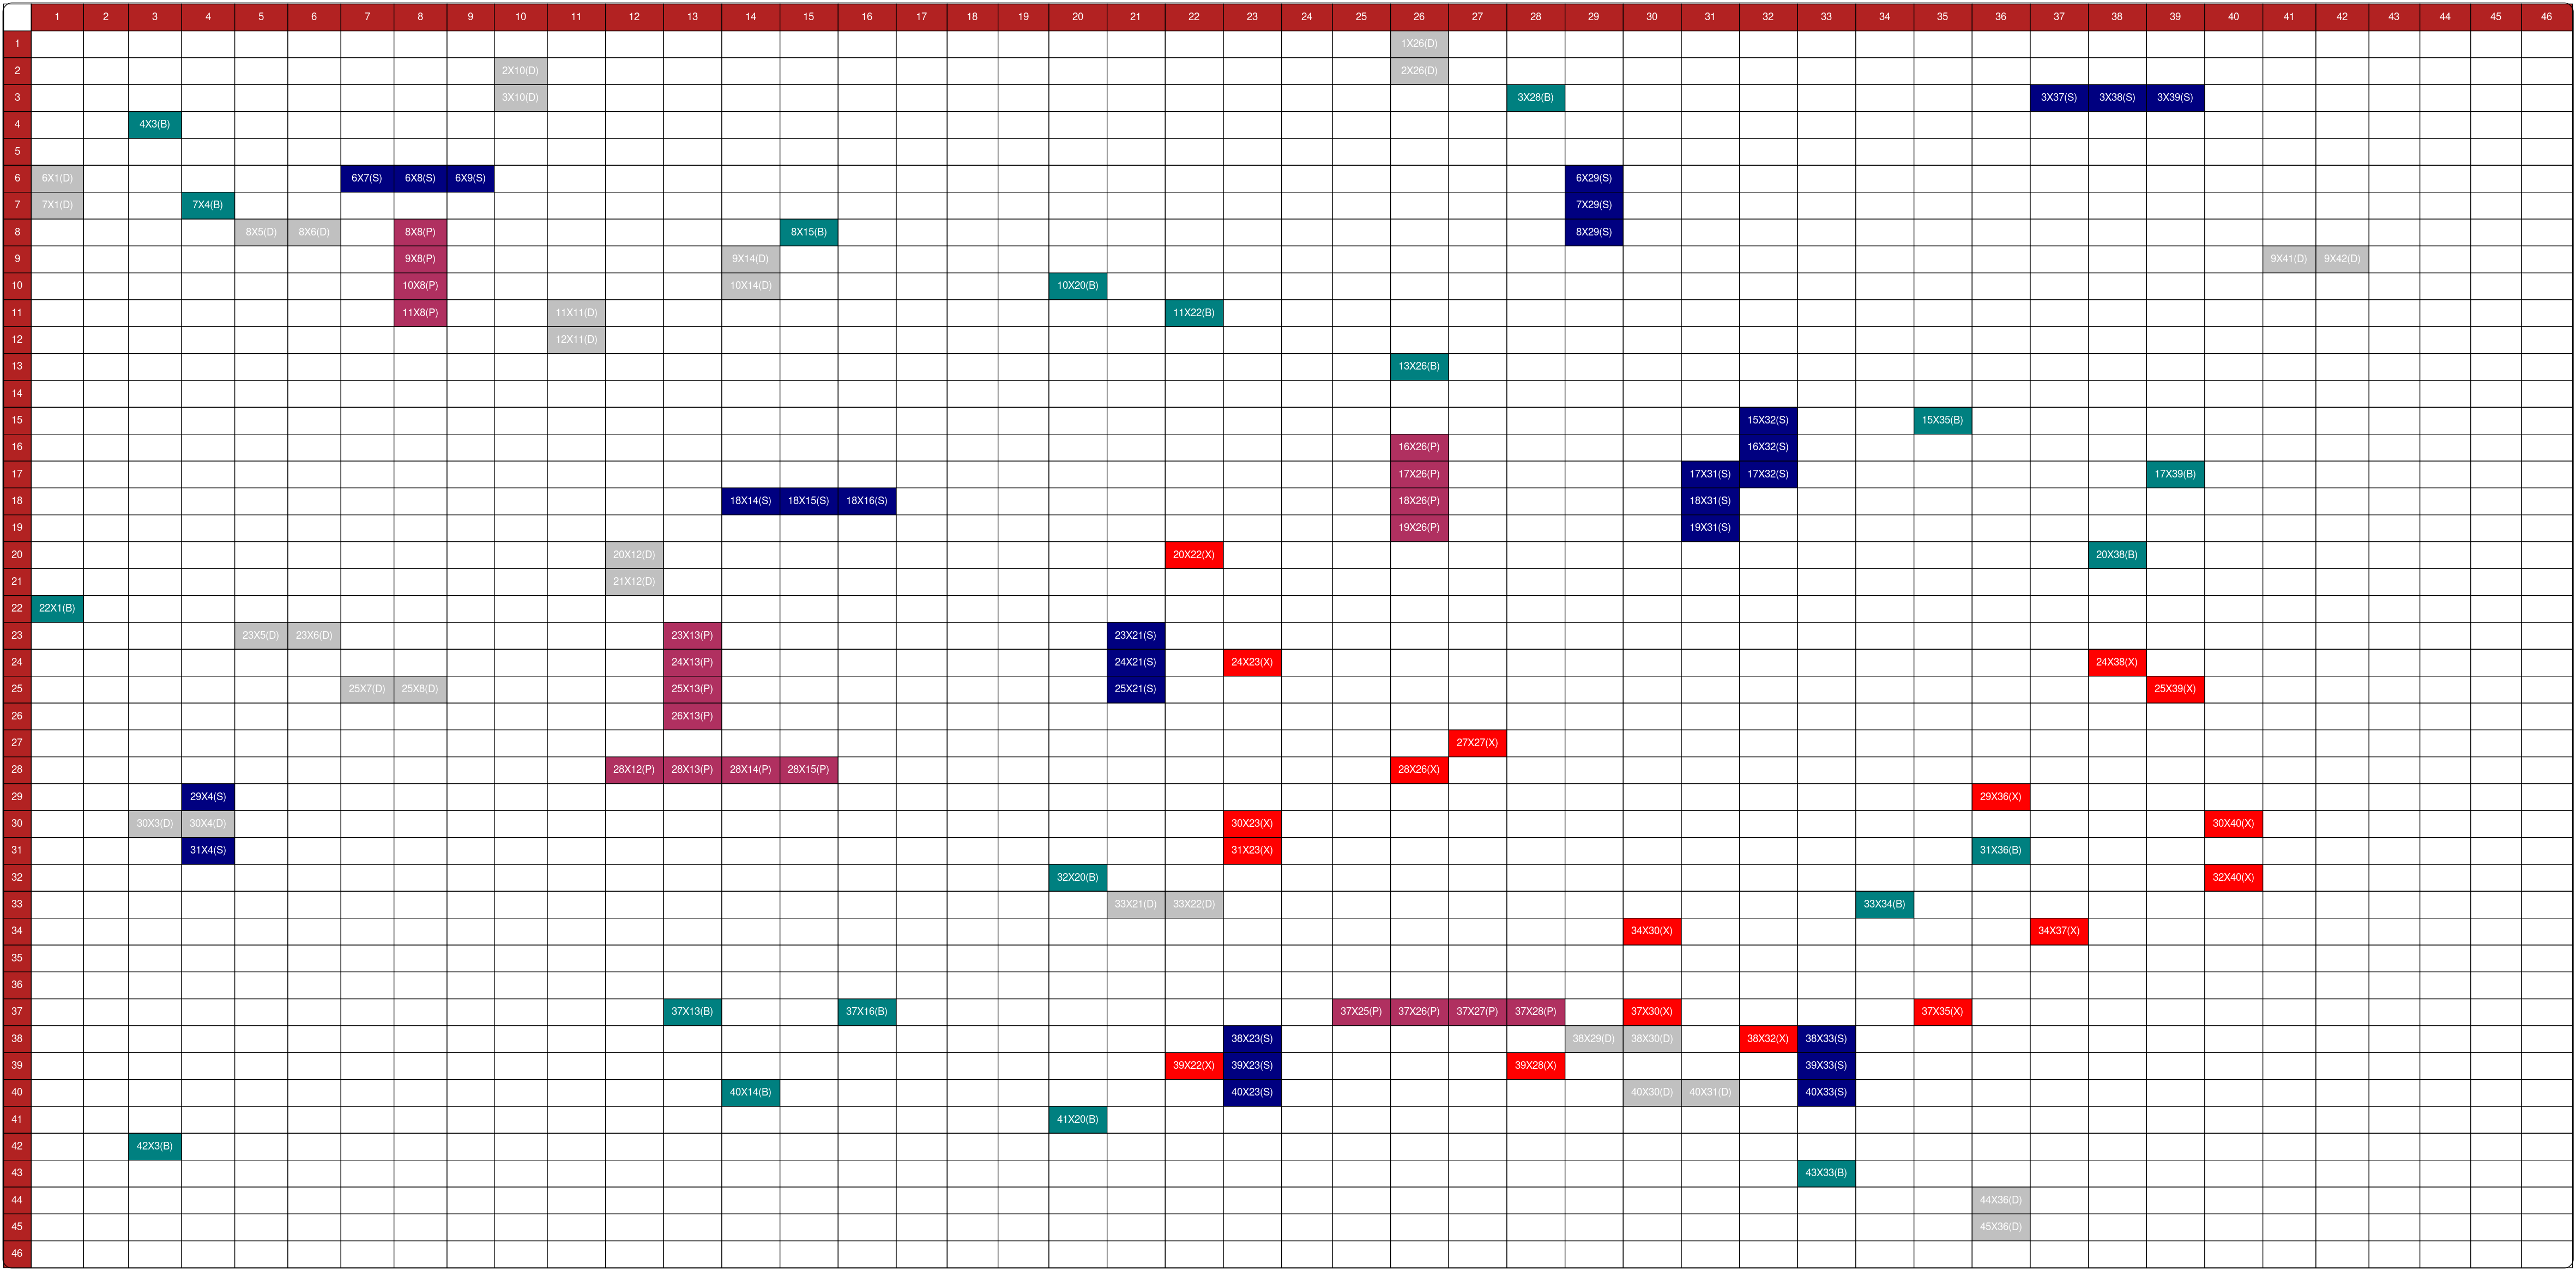 1 2 3 4 5 6 7 8 9 10 11 12 13 14 15 16 17 18 19 20 21 22 23 24 25 26 27 28 29 30 31 32 33 34 35 36 37 38 39 40 41 42 43 44 45 46
1 1X26(D)
2 2X10(D) 2X26(D)
3 3X10(D) 3X28(B) 3X37(S) 3X38(S) 3X39(S)
4 4X3(B)
5
6 6X1(D) 6X7(S) 6X8(S) 6X9(S) 6X29(S)
7 7X1(D) 7X4(B) 7X29(S)
8 8X5(D) 8X6(D) 8X8(P) 8X15(B) 8X29(S)
9 9X8(P) 9X14(D) 9X41(D) 9X42(D)
10 10X8(P) 10X14(D) 10X20(B)
11 11X8(P) 11X11(D) 11X22(B)
12 12X11(D)
13 13X26(B)
14
15 15X32(S) 15X35(B)
16 16X26(P) 16X32(S)
17 17X26(P) 17X31(S) 17X32(S) 17X39(B)
18 18X14(S) 18X15(S) 18X16(S) 18X26(P) 18X31(S)
19 19X26(P) 19X31(S)
20 20X12(D) 20X22(X) 20X38(B)
21 21X12(D)
22 22X1(B)
23 23X5(D) 23X6(D) 23X13(P) 23X21(S)
24 24X13(P) 24X21(S) 24X23(X) 24X38(X)
25 25X7(D) 25X8(D) 25X13(P) 25X21(S) 25X39(X)
26 26X13(P)
27 27X27(X)
28 28X12(P) 28X13(P) 28X14(P) 28X15(P) 28X26(X)
29 29X4(S) 29X36(X)
30 30X3(D) 30X4(D) 30X23(X) 30X40(X)
31 31X4(S) 31X23(X) 31X36(B)
32 32X20(B) 32X40(X)
33 33X21(D) 33X22(D) 33X34(B)
34 34X30(X) 34X37(X)
35
36
37 37X13(B) 37X16(B) 37X25(P) 37X26(P) 37X27(P) 37X28(P) 37X30(X) 37X35(X)
38 38X23(S) 38X29(D) 38X30(D) 38X32(X) 38X33(S)
39 39X22(X) 39X23(S) 39X28(X) 39X33(S)
40 40X14(B) 40X23(S) 40X30(D) 40X31(D) 40X33(S)
41 41X20(B)
42 42X3(B)
43 43X33(B)
44 44X36(D)
45 45X36(D)
46